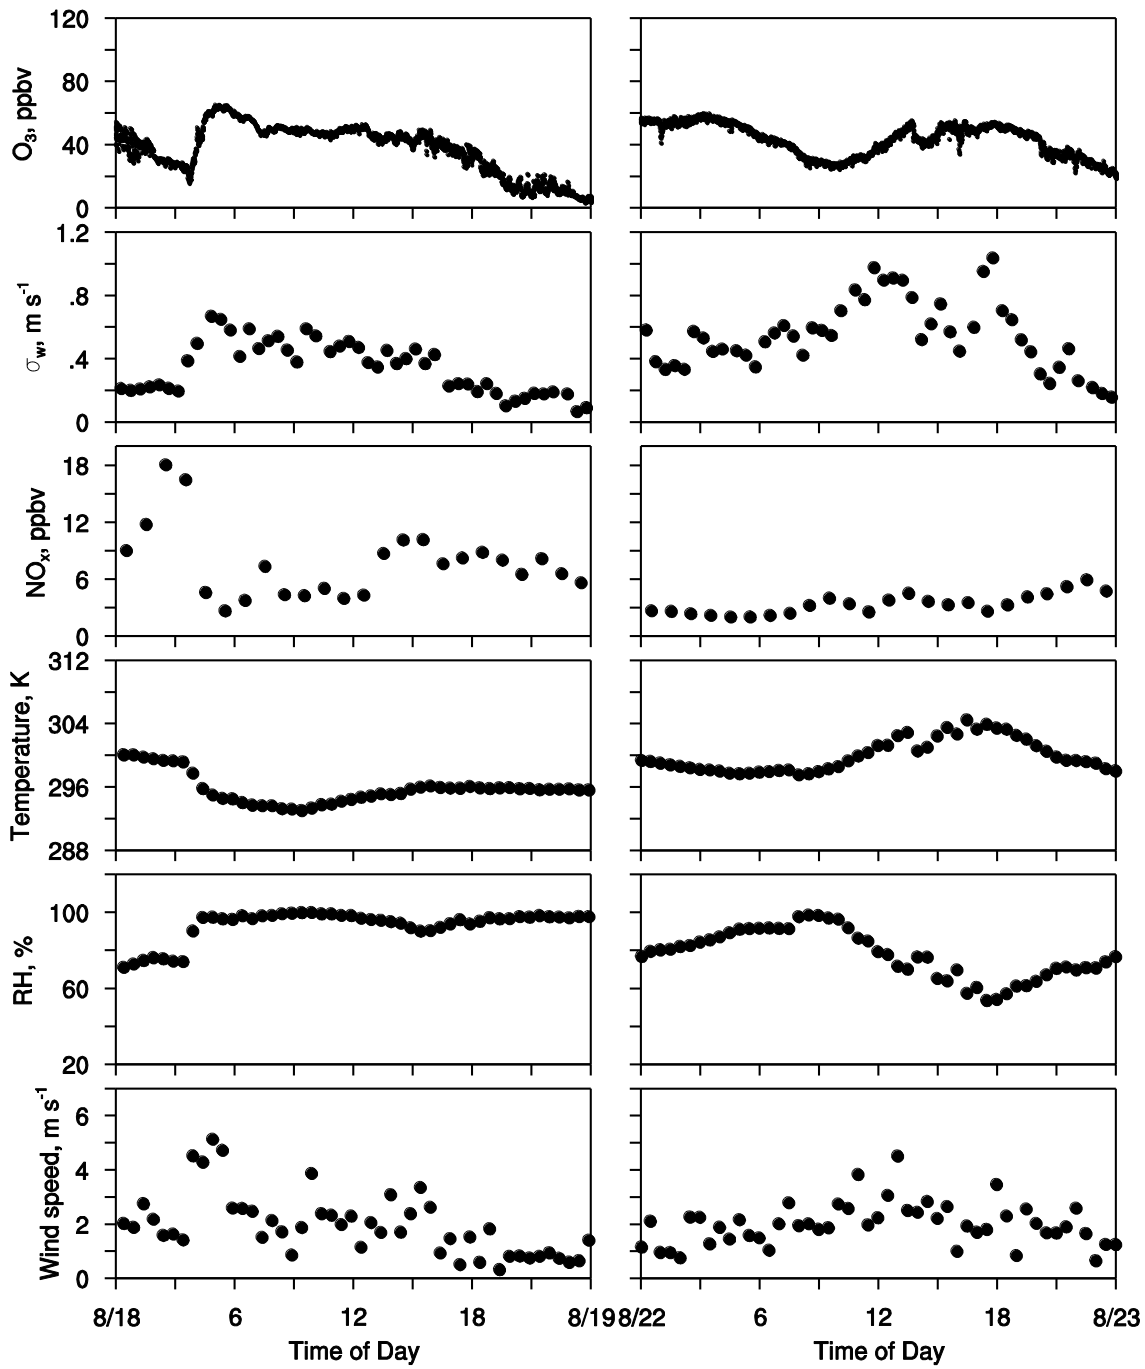 O3, ppbv
120
80
40
0
σw, m s-1
1.2
.8
.4
0
NOx, ppbv
18
12
6
0
Temperature, K
312
304
296
288
RH, %
100
60
20
Wind speed, m s-1
6
4
2
0
8/18 6 12 18 8/19 8/22 6 12 18 8/23
Time of Day Time of Day